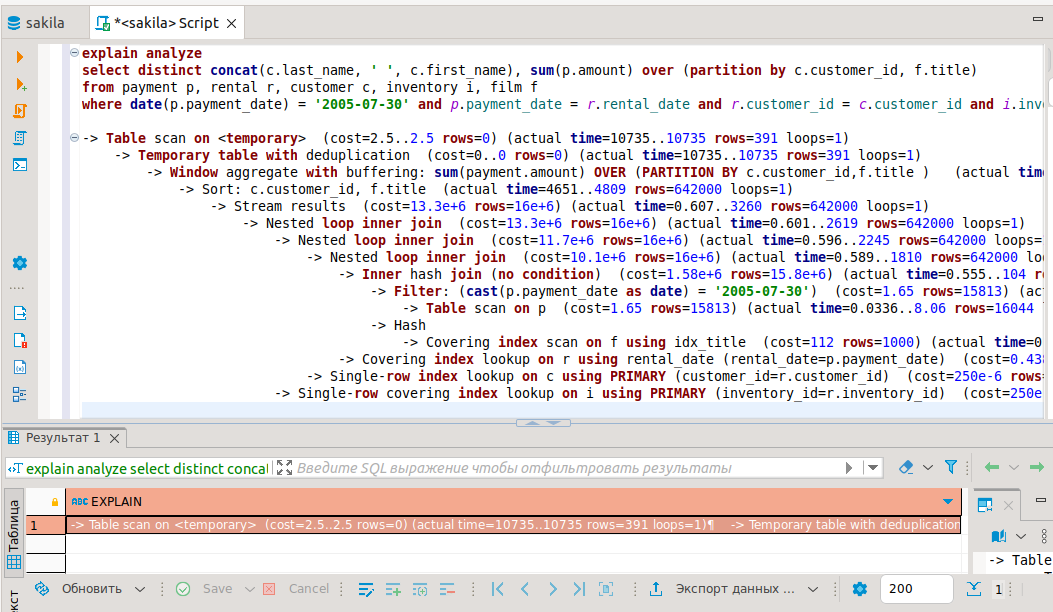 sakila
*<sakila> Script
explain analyze
select distinct concat(c.last_name, ' ', c.first_name), sum(p.amount) over (partition by c.customer_id, f.title)
from payment p, rental r, customer c, inventory i, film f
where date(p.payment_date) = '2005-07-30' and p.payment_date = r.rental_date and r.customer_id = c.customer_id and i.inve
-> Table scan on <temporary>  (cost=2.5..2.5 rows=0) (actual time=10735..10735 rows=391 loops=1)
-> Temporary table with deduplication  (cost=0..0 rows=0) (actual time=10735..10735 rows=391 loops=1)
-> Window aggregate with buffering: sum(payment.amount) OVER (PARTITION BY c.customer_id,f.title )   (actual tim
-> Sort: c.customer_id, f.title  (actual time=4651..4809 rows=642000 loops=1)
-> Stream results  (cost=13.3e+6 rows=16e+6) (actual time=0.607..3260 rows=642000 loops=1)
-> Nested loop inner join  (cost=13.3e+6 rows=16e+6) (actual time=0.601..2619 rows=642000 loops=1)
-> Nested loop inner join  (cost=11.7e+6 rows=16e+6) (actual time=0.596..2245 rows=642000 loops=
-> Nested loop inner join  (cost=10.1e+6 rows=16e+6) (actual time=0.589..1810 rows=642000 loo
-> Inner hash join (no condition)  (cost=1.58e+6 rows=15.8e+6) (actual time=0.555..104 ro
-> Filter: (cast(p.payment_date as date) = '2005-07-30')  (cost=1.65 rows=15813) (act
-> Table scan on p  (cost=1.65 rows=15813) (actual time=0.0336..8.06 rows=16044
-> Hash
-> Covering index scan on f using idx_title  (cost=112 rows=1000) (actual time=0
-> Covering index lookup on r using rental_date (rental_date=p.payment_date)  (cost=0.438
-> Single-row index lookup on c using PRIMARY (customer_id=r.customer_id)  (cost=250e-6 rows=
-> Single-row covering index lookup on i using PRIMARY (inventory_id=r.inventory_id)  (cost=250e
Результат 1
explain analyze select distinct concat
Введите SQL выражение чтобы отфильтровать результаты
Таблица
ABC EXPLAIN
1
-> Table scan on <temporary>  (cost=2.5..2.5 rows=0) (actual time=10735..10735 rows=391 loops=1)¶    -> Temporary table with deduplication
-> Table
Обновить
Save
Cancel
Экспорт данных ...
200
1